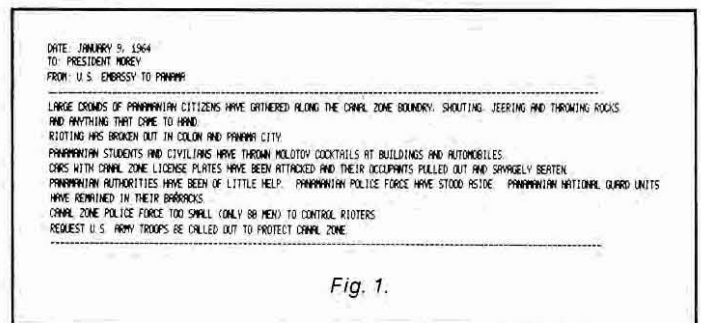 DATE: JANUARY 9, 1964
TO: PRESIDENT MOREY
FROM: U.S. EMBASSY TO PANAMA
LARGE CROWDS OF PANAMANIAN CITIZENS HAVE GATHERED ALONG THE CANAL ZONE BOUNDRY, SHOUTING, JEERING AND THROWING ROCKS
AND ANYTHING THAT CAME TO HAND.
RIOTING HAS BROKEN OUT IN COLON AND PANAMA CITY.
PANAMANIAN STUDENTS AND CIVILIANS HAVE THROWN MOLOTOV COCKTAILS AT BUILDINGS AND AUTOMOBILES.
CARS WITH CANAL ZONE LICENSE PLATES HAVE BEEN ATTACKED AND THEIR OCCUPANTS PULLED OUT AND SAVAGELY BEATEN.
PANAMANIAN AUTHORITIES HAVE BEEN OF LITTLE HELP. PANAMANIAN POLICE FORCE HAVE STOOD ASIDE. PANAMANIAN NATIONAL GUARD UNITS
HAVE REMAINED IN THEIR BARRACKS.
CANAL ZONE POLICE FORCE TOO SMALL (ONLY 80 MEN) TO CONTROL RIOTERS.
REQUEST U.S. ARMY TROOPS BE CALLED OUT TO PROTECT CANAL ZONE.
Fig. 1.